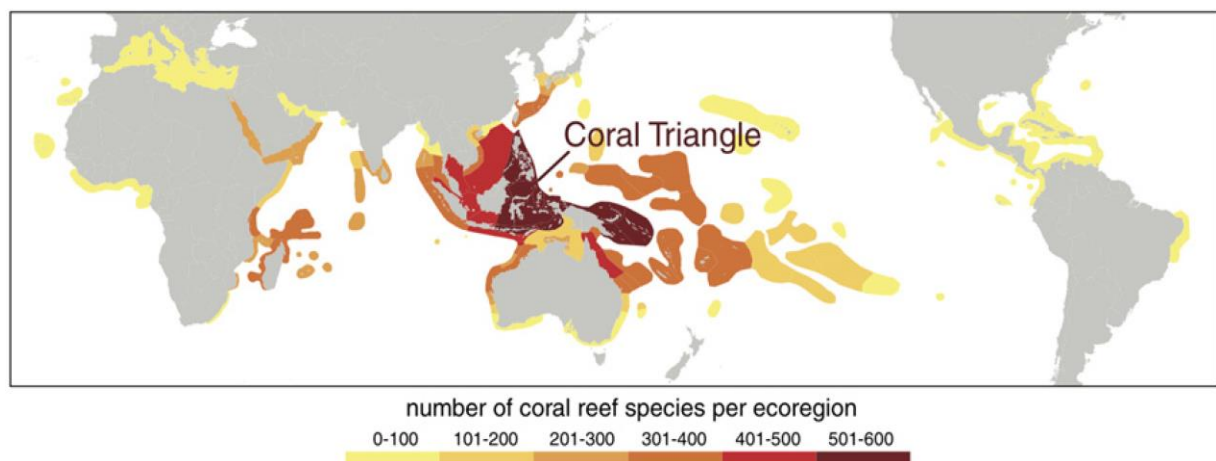 Coral Triangle
number of coral reef species per ecoregion
0-100 101-200 201-300 301-400 401-500 501-600